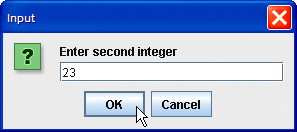 Input
?
Enter second integer
23
OK
Cancel